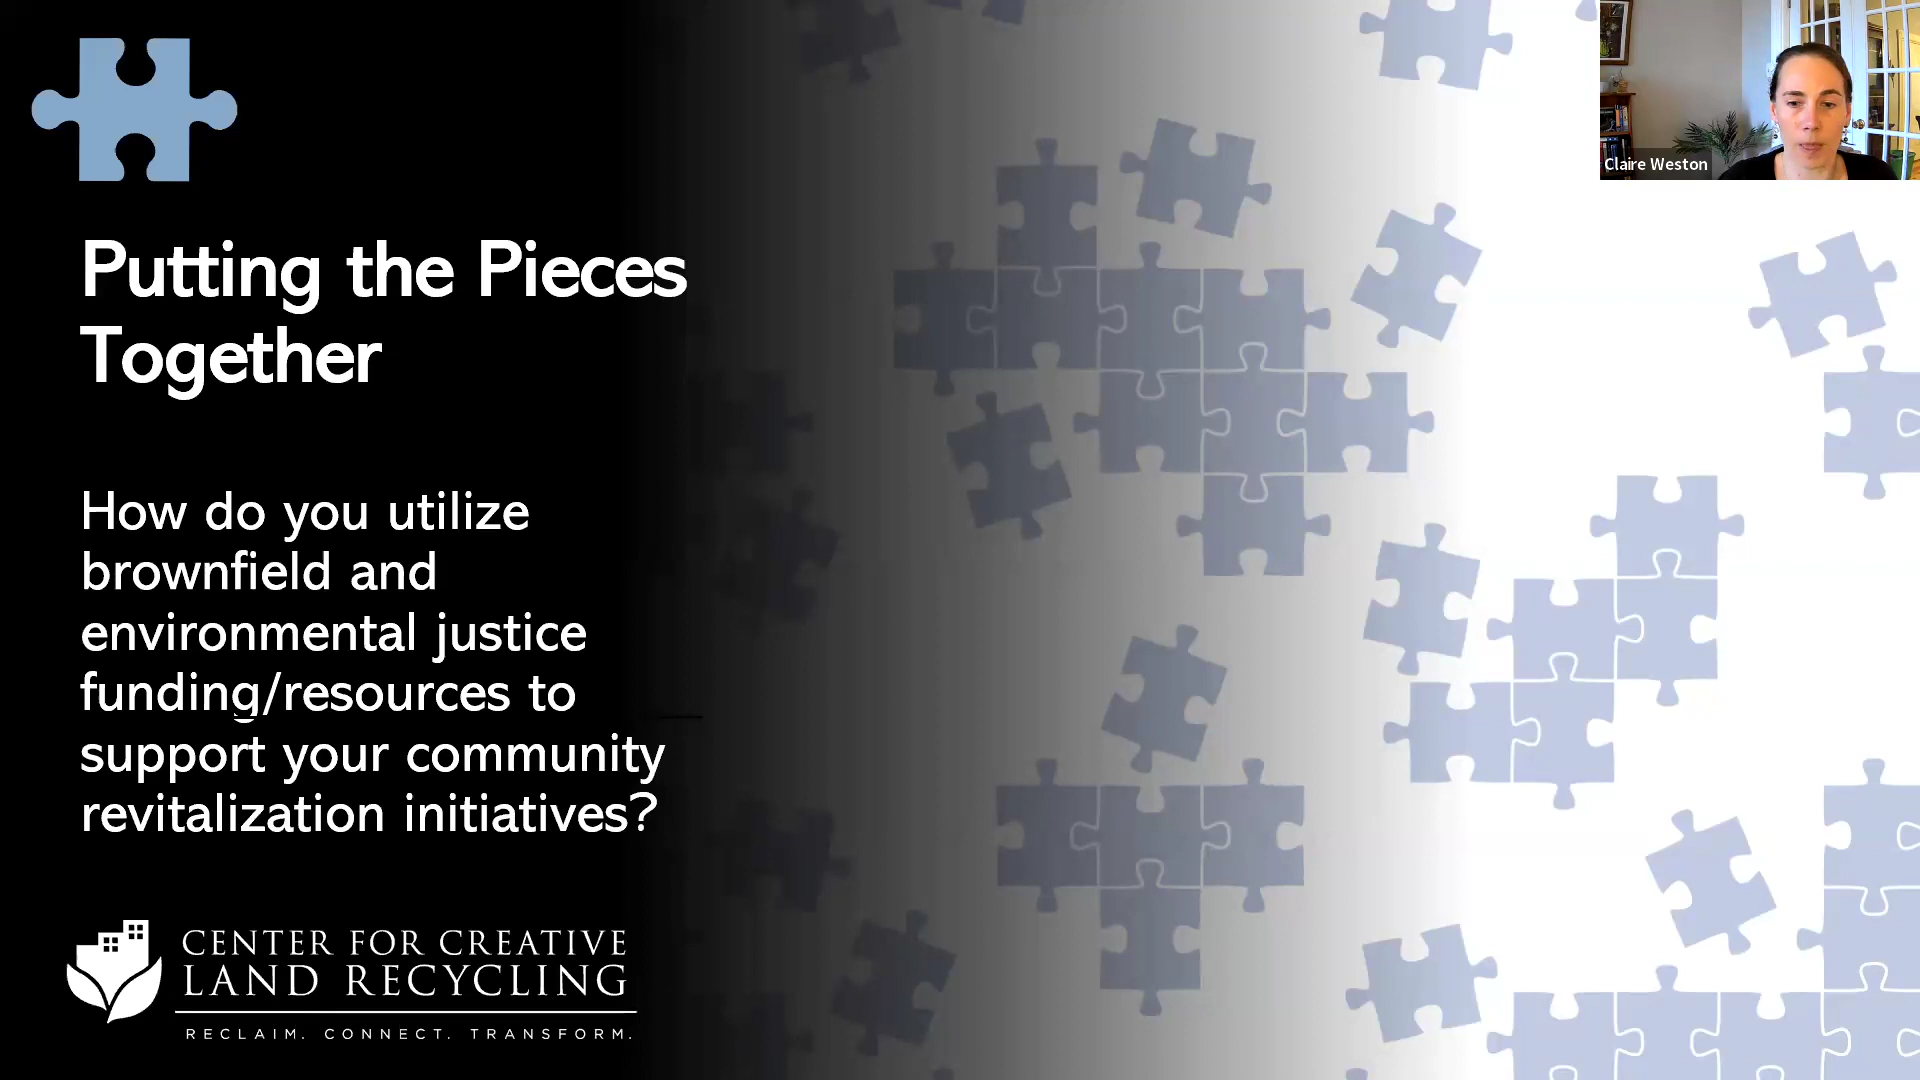 Putting the Pieces
Together
How do you utilize
brownfield and
environmental justice
funding/resources to
support your community
revitalization initiatives?
CENTER FOR CREATIVE
LAND RECYCLING
RECLAIM. CONNECT. TRANSFORM.
Claire Weston